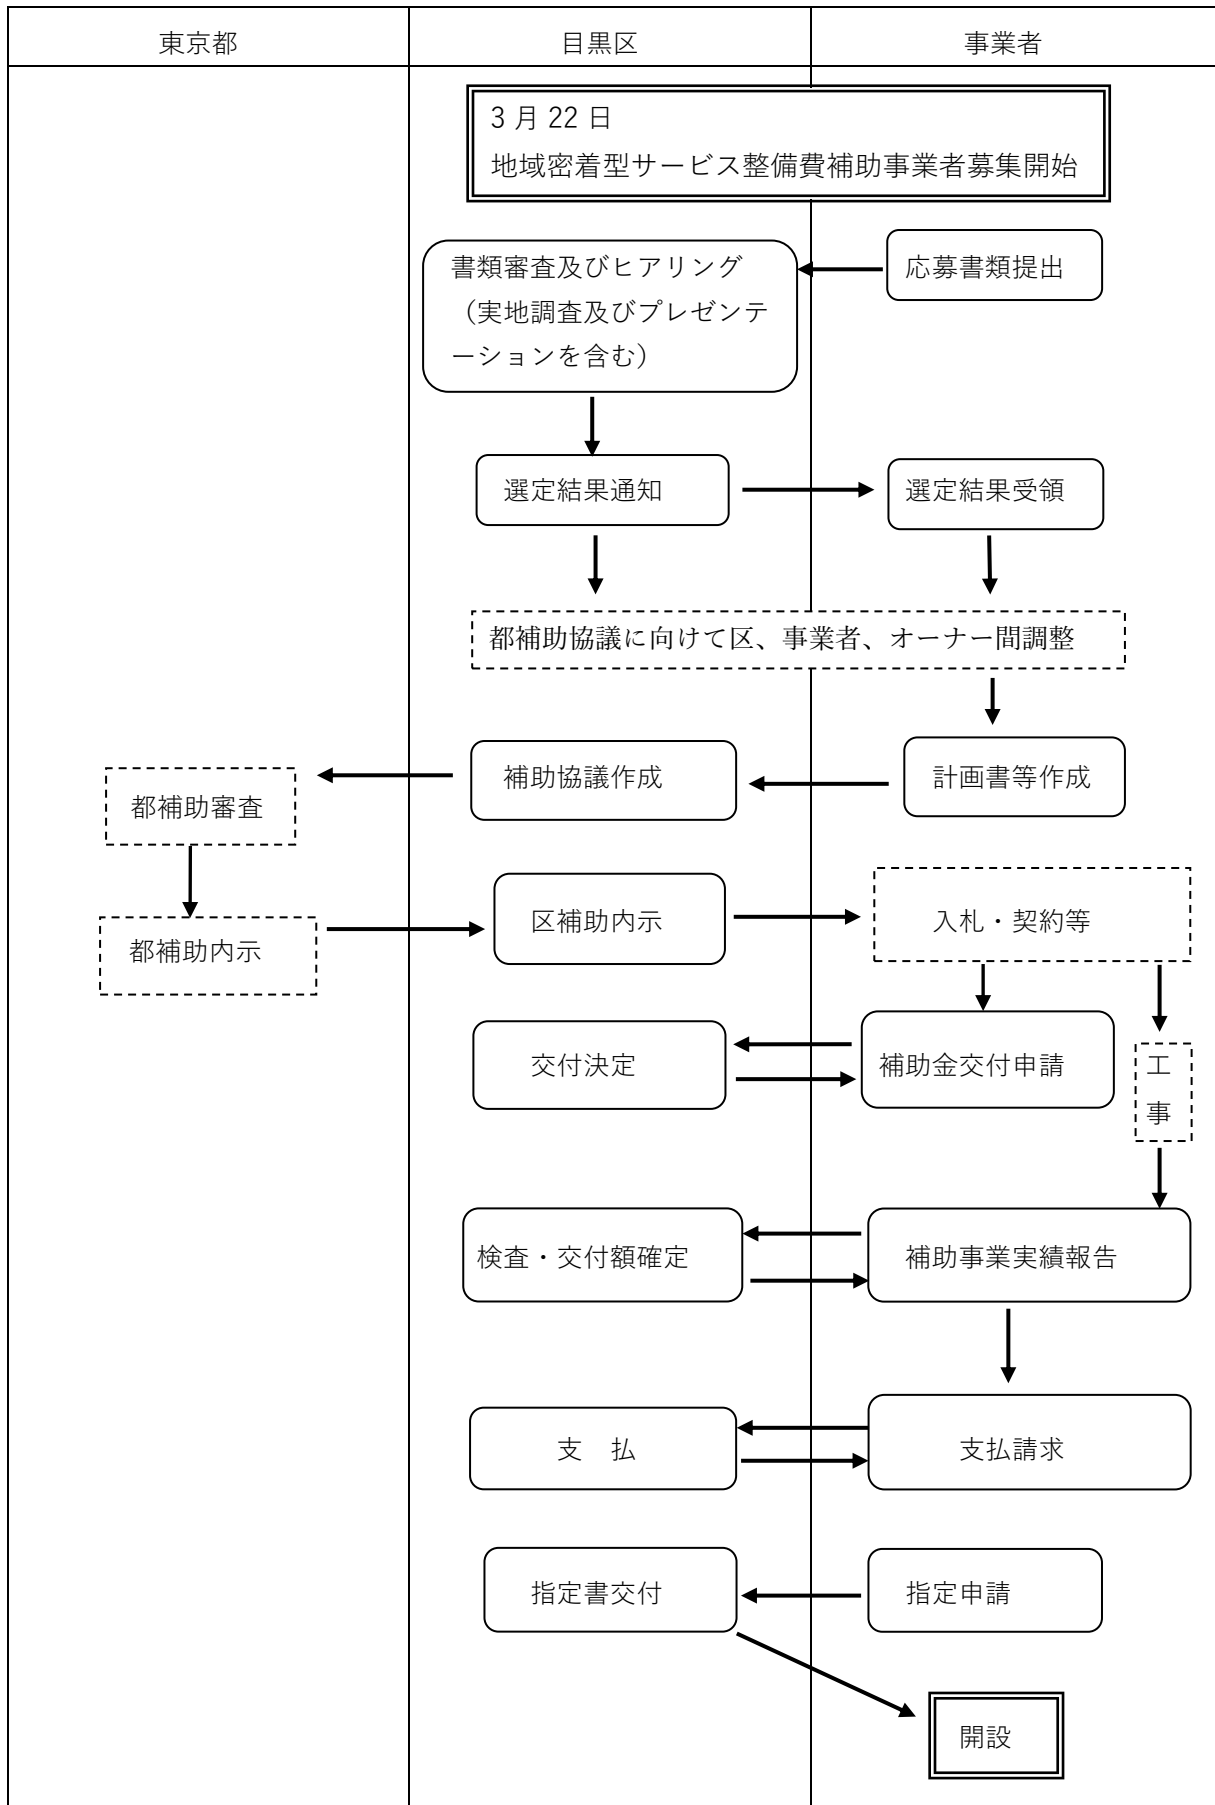 東京都
目黒区
事業者
3月22日
地域密着型サービス整備費補助事業者募集開始
書類審査及びヒアリング
（実地調査及びプレゼンテ
ーションを含む）
応募書類提出
選定結果通知
選定結果受領
都補助協議に向けて区、事業者、オーナー間調整
都補助審査
補助協議作成
計画書等作成
都補助内示
区補助内示
入札・契約等
交付決定
補助金交付申請
工
事
検査・交付額確定
補助事業実績報告
支　払
支払請求
指定書交付
指定申請
開設